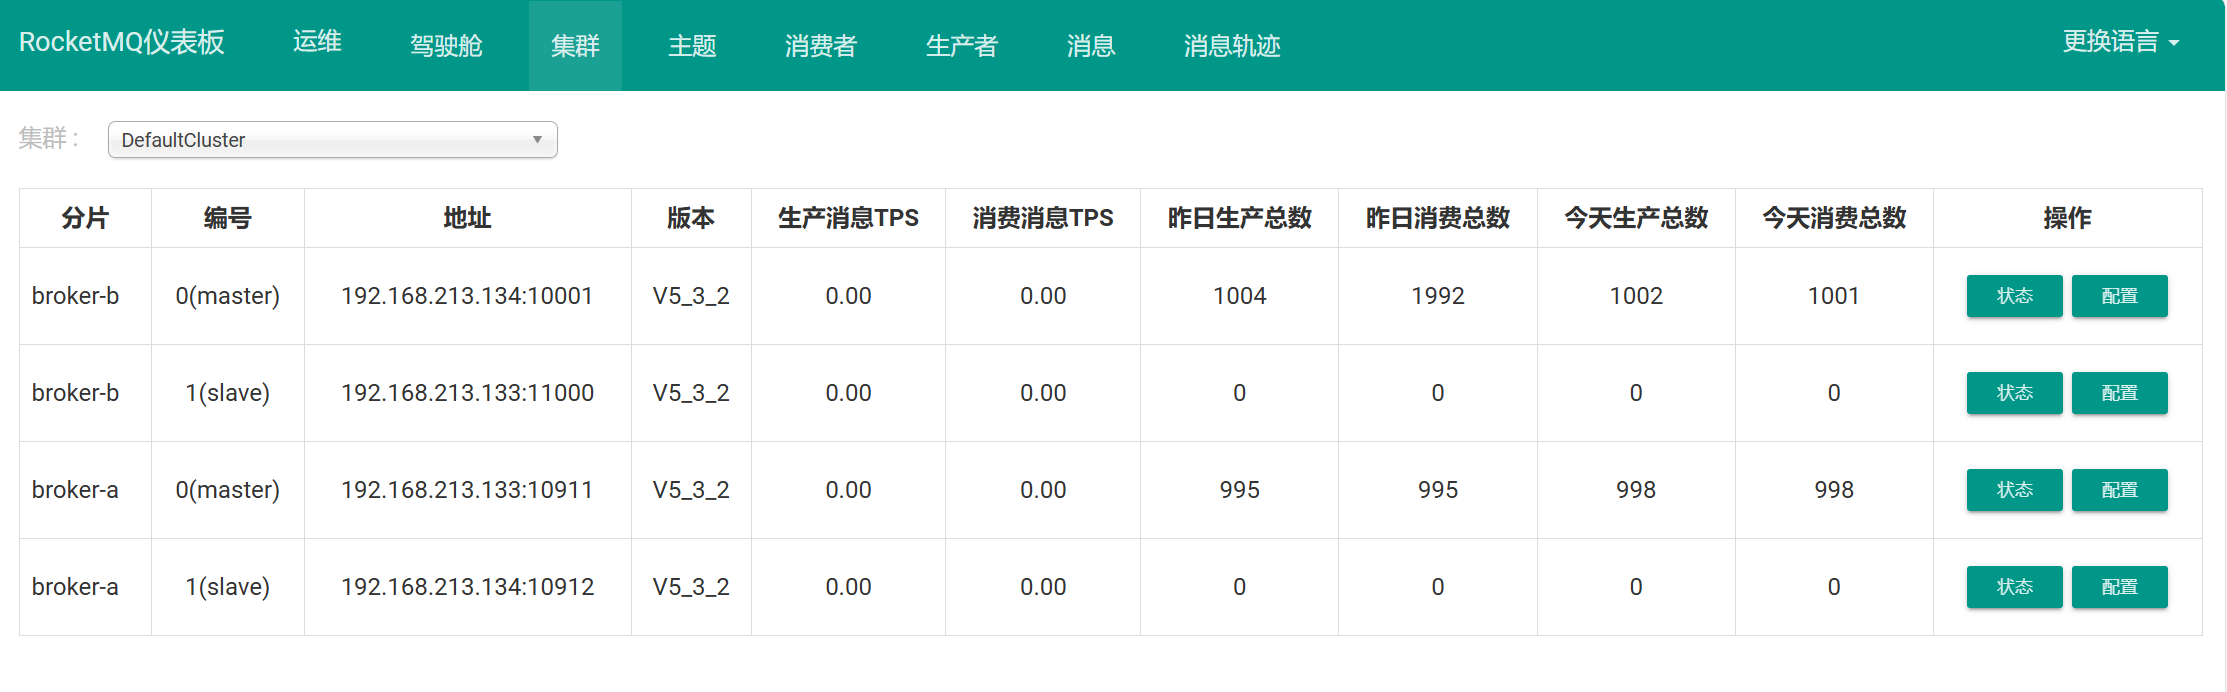 RocketMQ仪表板 运维 驾驶舱 集群 主题 消费者 生产者 消息 消息轨迹 更换语言
集群 : DefaultCluster
分片 编号 地址 版本 生产消息TPS 消费消息TPS 昨日生产总数 昨日消费总数 今天生产总数 今天消费总数 操作
broker-b 0(master) 192.168.213.134:10001 V5_3_2 0.00 0.00 1004 1992 1002 1001 状态 配置
broker-b 1(slave) 192.168.213.133:11000 V5_3_2 0.00 0.00 0 0 0 0 状态 配置
broker-a 0(master) 192.168.213.133:10911 V5_3_2 0.00 0.00 995 995 998 998 状态 配置
broker-a 1(slave) 192.168.213.134:10912 V5_3_2 0.00 0.00 0 0 0 0 状态 配置